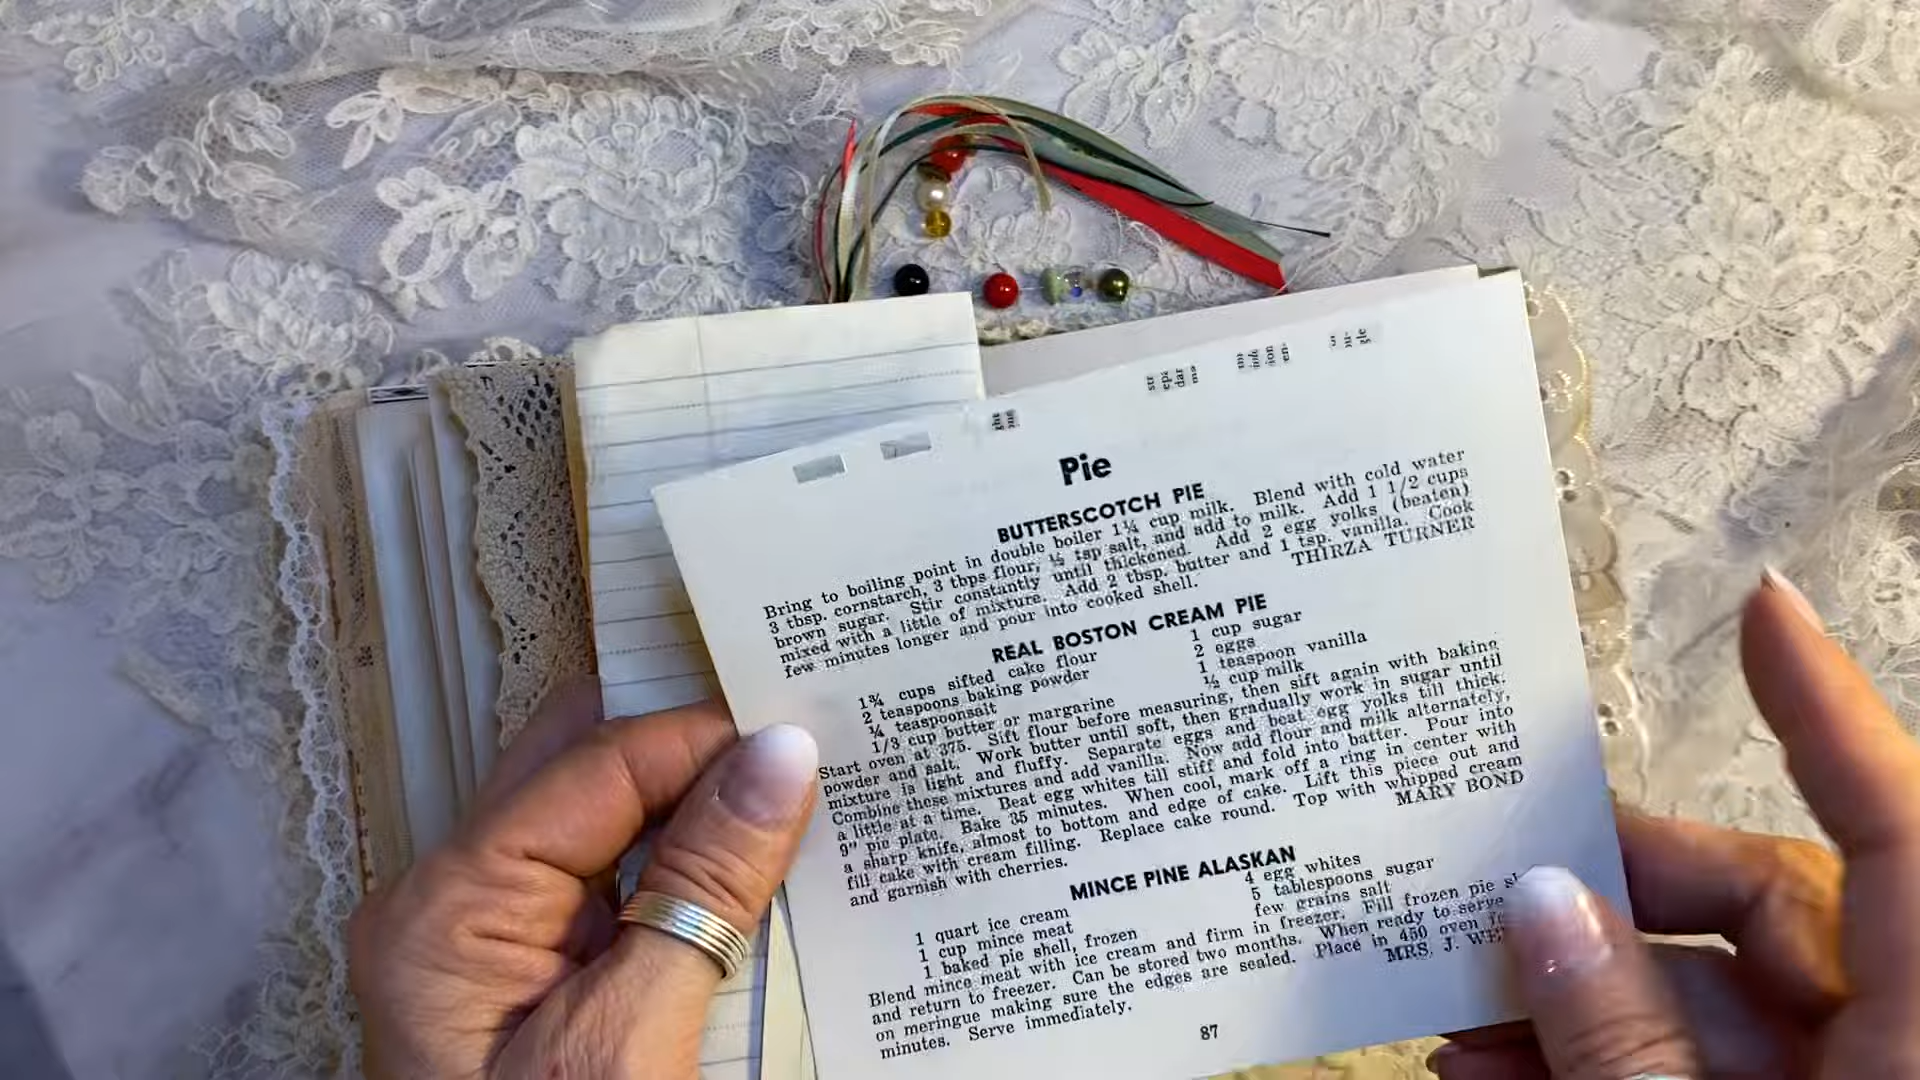 Pie
BUTTERSCOTCH PIE
Bring to boiling point in double boiler 1¼ cup milk. Blend with cold water
3 tbsp. cornstarch, 3 tbps flour, ½ tsp salt, and add to milk. Add 1 1/2 cups
brown sugar. Stir constantly until thickened. Add 2 egg yolks (beaten)
mixed with a little of mixture. Add 2 tbsp. butter and 1 tsp. vanilla. Cook
few minutes longer and pour into cooked shell. THIRZA TURNER
REAL BOSTON CREAM PIE
1¾ cups sifted cake flour 1 cup sugar
2 teaspoons baking powder 2 eggs
¼ teaspoonsalt 1 teaspoon vanilla
1/3 cup butter or margarine ½ cup milk
Start oven at 375. Sift flour before measuring, then sift again with baking
powder and salt. Work butter until soft, then gradually work in sugar until
mixture is light and fluffy. Separate eggs and beat egg yolks till thick.
Combine these mixtures and add vanilla. Now add flour and milk alternately,
a little at a time. Beat egg whites till stiff and fold into batter. Pour into
9" pie plate. Bake 35 minutes. When cool, mark off a ring in center with
a sharp knife, almost to bottom and edge of cake. Lift this piece out and
fill cake with cream filling. Replace cake round. Top with whipped cream
and garnish with cherries. MARY BOND
MINCE PINE ALASKAN
1 quart ice cream 4 egg whites
1 cup mince meat 5 tablespoons sugar
1 baked pie shell, frozen few grains salt
Blend mince meat with ice cream and firm in freezer. Fill frozen pie
and return to freezer. Can be stored two months. When ready to serve
on meringue making sure the edges are sealed. Place in 450 oven
minutes. Serve immediately. MRS. J.
87